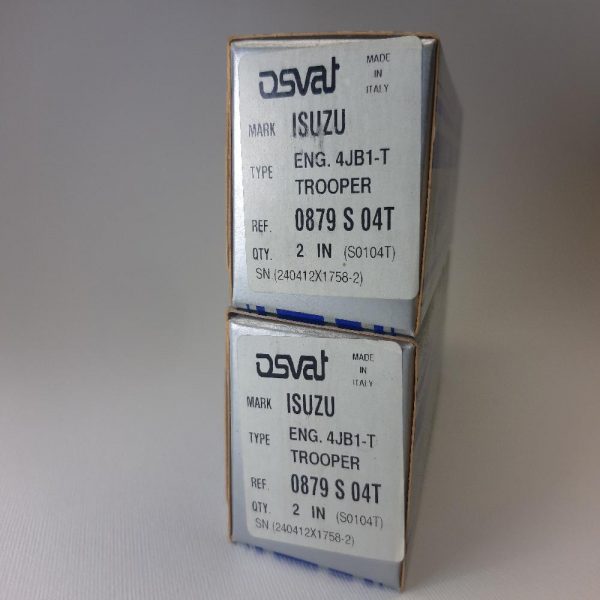 osvat
MADE IN ITALY
MARK ISUZU
TYPE ENG. 4JB1-T
TROOPER
REF. 0879 S 04T
QTY. 2 IN (S0104T)
SN.(240412X1758-2)
osvat
MADE IN ITALY
MARK ISUZU
TYPE ENG. 4JB1-T
TROOPER
REF. 0879 S 04T
QTY. 2 IN (S0104T)
SN.(240412X1758-2)